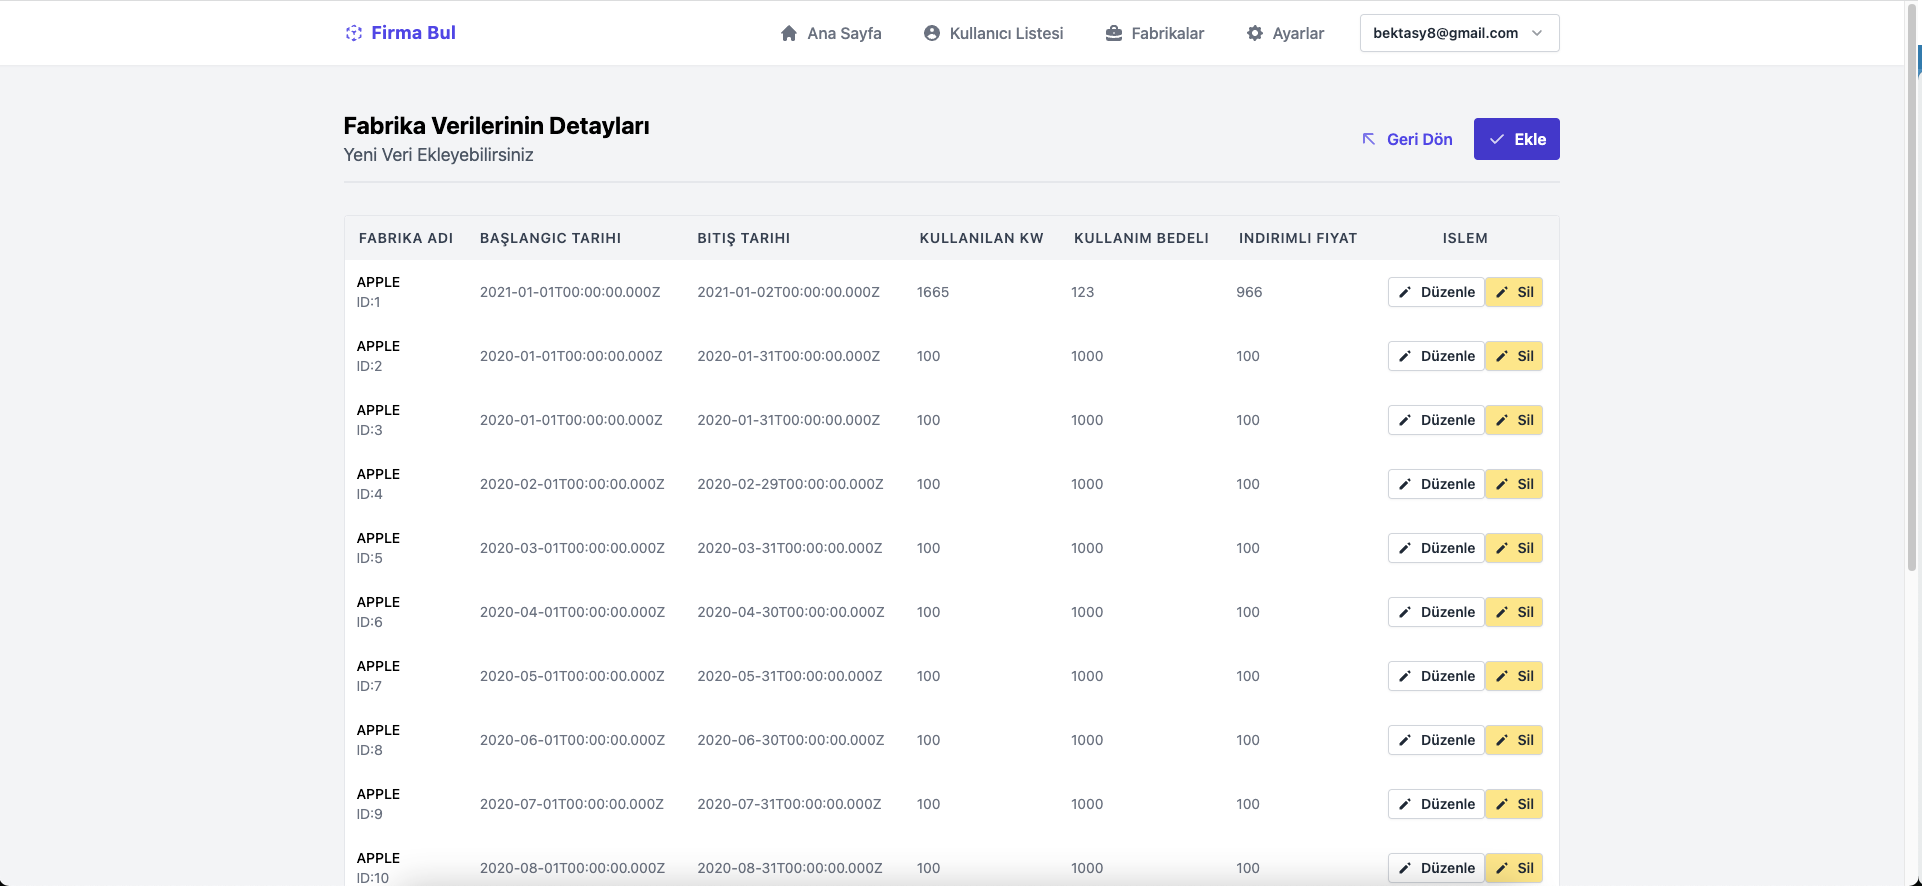 Firma Bul
Ana Sayfa
Kullanıcı Listesi
Fabrikalar
Ayarlar
bektasy8@gmail.com
Fabrika Verilerinin Detayları
Yeni Veri Ekleyebilirsiniz
Geri Dön
Ekle
FABRIKA ADI BAŞLANGIC TARIHI BITIŞ TARIHI KULLANILAN KW KULLANIM BEDELI INDIRIMLI FIYAT ISLEM
APPLE
ID:1
2021-01-01T00:00:00.000Z 2021-01-02T00:00:00.000Z 1665 123 966 Düzenle Sil
APPLE
ID:2
2020-01-01T00:00:00.000Z 2020-01-31T00:00:00.000Z 100 1000 100 Düzenle Sil
APPLE
ID:3
2020-01-01T00:00:00.000Z 2020-01-31T00:00:00.000Z 100 1000 100 Düzenle Sil
APPLE
ID:4
2020-02-01T00:00:00.000Z 2020-02-29T00:00:00.000Z 100 1000 100 Düzenle Sil
APPLE
ID:5
2020-03-01T00:00:00.000Z 2020-03-31T00:00:00.000Z 100 1000 100 Düzenle Sil
APPLE
ID:6
2020-04-01T00:00:00.000Z 2020-04-30T00:00:00.000Z 100 1000 100 Düzenle Sil
APPLE
ID:7
2020-05-01T00:00:00.000Z 2020-05-31T00:00:00.000Z 100 1000 100 Düzenle Sil
APPLE
ID:8
2020-06-01T00:00:00.000Z 2020-06-30T00:00:00.000Z 100 1000 100 Düzenle Sil
APPLE
ID:9
2020-07-01T00:00:00.000Z 2020-07-31T00:00:00.000Z 100 1000 100 Düzenle Sil
APPLE
ID:10
2020-08-01T00:00:00.000Z 2020-08-31T00:00:00.000Z 100 1000 100 Düzenle Sil